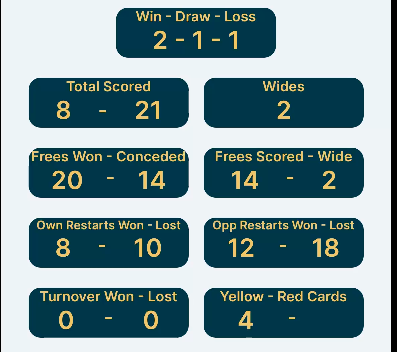 Win - Draw - Loss
2 - 1 - 1
Total Scored
8 - 21
Wides
2
Frees Won - Conceded
20 - 14
Frees Scored - Wide
14 - 2
Own Restarts Won - Lost
8 - 10
Opp Restarts Won - Lost
12 - 18
Turnover Won - Lost
0 - 0
Yellow - Red Cards
4 -